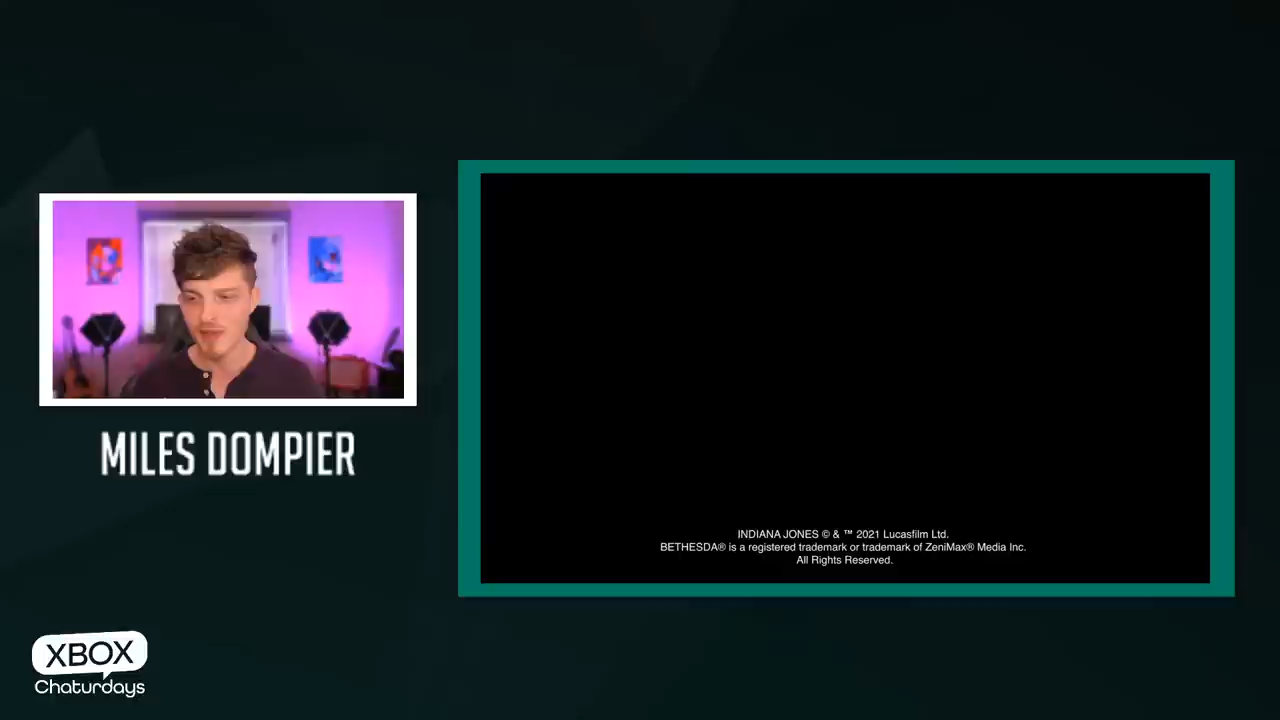 MILES DOMPIER
INDIANA JONES © & ™ 2021 Lucasfilm Ltd.
BETHESDA® is a registered trademark or trademark of ZeniMax® Media Inc.
All Rights Reserved.
XBOX
Chaturdays